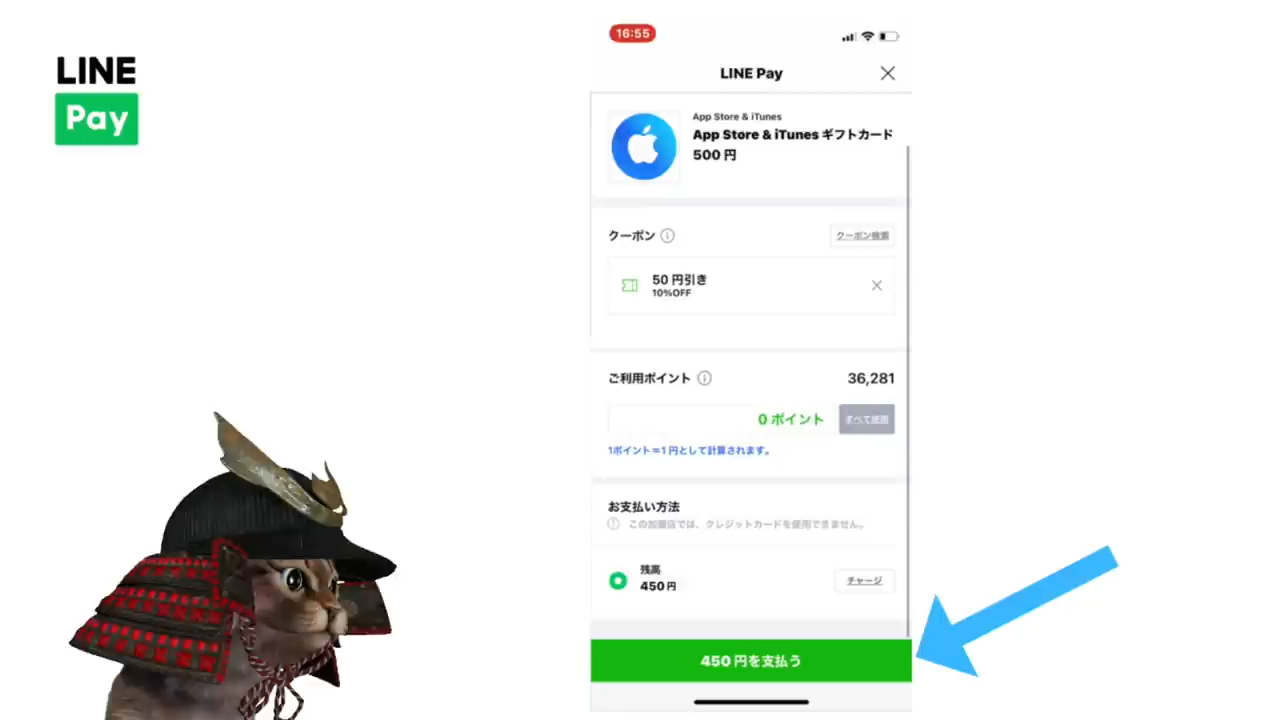 LINE
Pay
16:55
LINE Pay
App Store & iTunes
App Store & iTunes ギフトカード
500 円
クーポン
クーポン検索
50 円引き
10%OFF
ご利用ポイント
36,281
0 ポイント
すべて使用
1ポイント＝1 円として計算されます。
お支払い方法
この加盟店では、クレジットカードを使用できません。
残高
450 円
チャージ
450 円を支払う